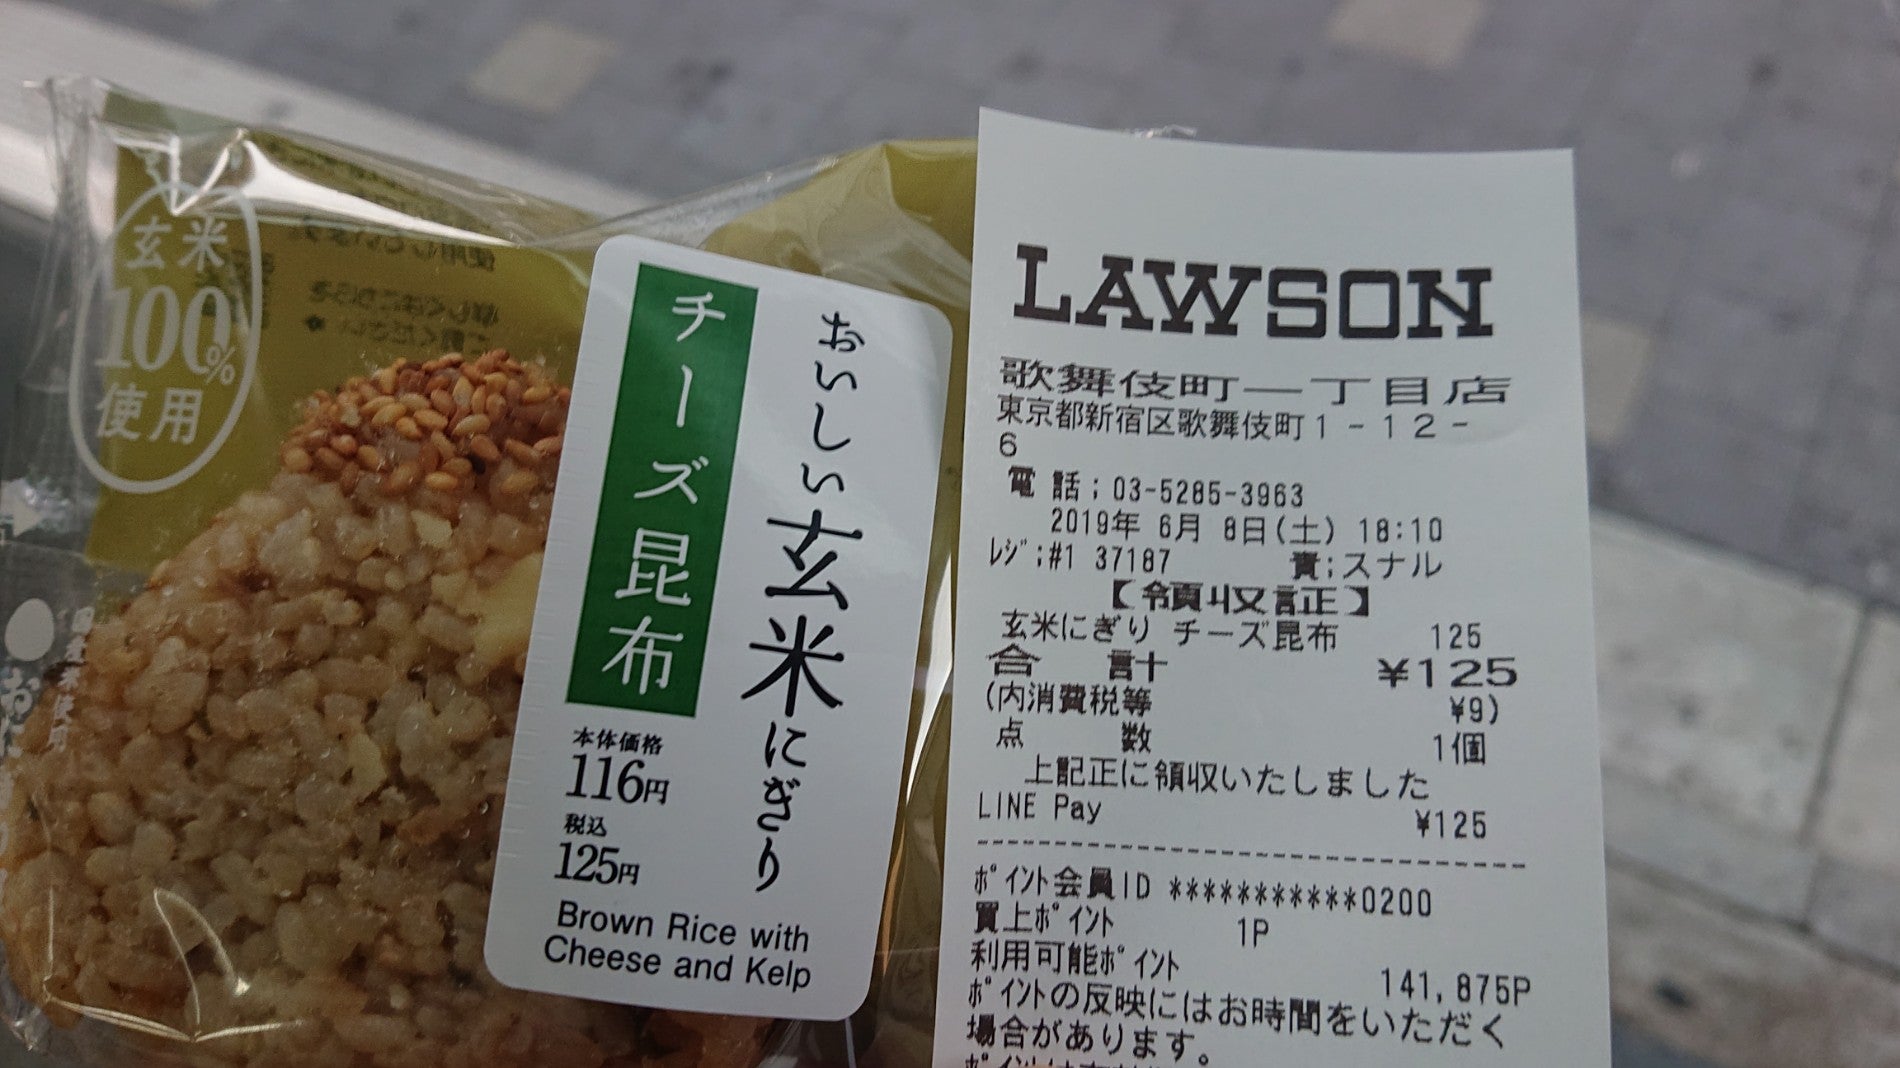 玄米
100%
使用
おいしい玄米にぎり
チーズ昆布
本体価格
116円
税込
125円
Brown Rice with
Cheese and Kelp
LAWSON
歌舞伎町一丁目店
東京都新宿区歌舞伎町1-12-
6
電話;03-5285-3963
2019年 6月 8日(土) 18:10
ﾚｼﾞ;#1 37187 責;スナル
【領収証】
玄米にぎり チーズ昆布 125
合 計 ¥125
(内消費税等 ¥9)
点 数 1個
上記正に領収いたしました
LINE Pay ¥125
ﾎﾟｲﾝﾄ会員ID ***********0200
買上ﾎﾟｲﾝﾄ 1P
利用可能ﾎﾟｲﾝﾄ 141,875P
ﾎﾟｲﾝﾄの反映にはお時間をいただく
場合があります。